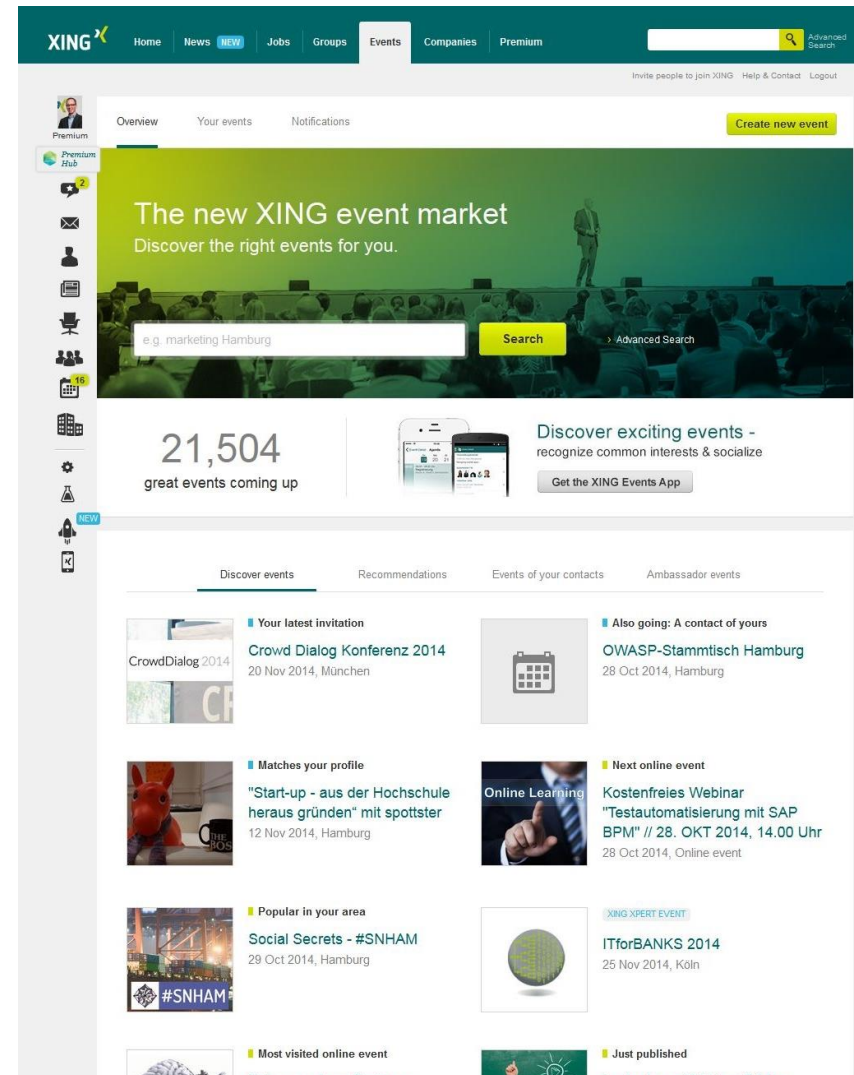 XING
Home
News NEW
Jobs
Groups
Events
Companies
Premium
Advanced
Search
Invite people to join XING Help & Contact Logout
Premium
Premium
Hub
2
16
NEW
Overview
Your events
Notifications
Create new event
The new XING event market
Discover the right events for you.
e.g. marketing Hamburg
Search
› Advanced Search
21,504
great events coming up
Agenda
Discover exciting events -
recognize common interests & socialize
Get the XING Events App
Discover events
Recommendations
Events of your contacts
Ambassador events
CrowdDialog 2014
Your latest invitation
Crowd Dialog Konferenz 2014
20 Nov 2014, München
Also going: A contact of yours
OWASP-Stammtisch Hamburg
28 Oct 2014, Hamburg
THE
BOSS
Matches your profile
"Start-up - aus der Hochschule
heraus gründen“ mit spottster
12 Nov 2014, Hamburg
Online Learning
Next online event
Kostenfreies Webinar
"Testautomatisierung mit SAP
BPM" // 28. OKT 2014, 14.00 Uhr
28 Oct 2014, Online event
#SNHAM
Popular in your area
Social Secrets - #SNHAM
29 Oct 2014, Hamburg
XING XPERT EVENT
ITforBANKS 2014
25 Nov 2014, Köln
Most visited online event
Just published